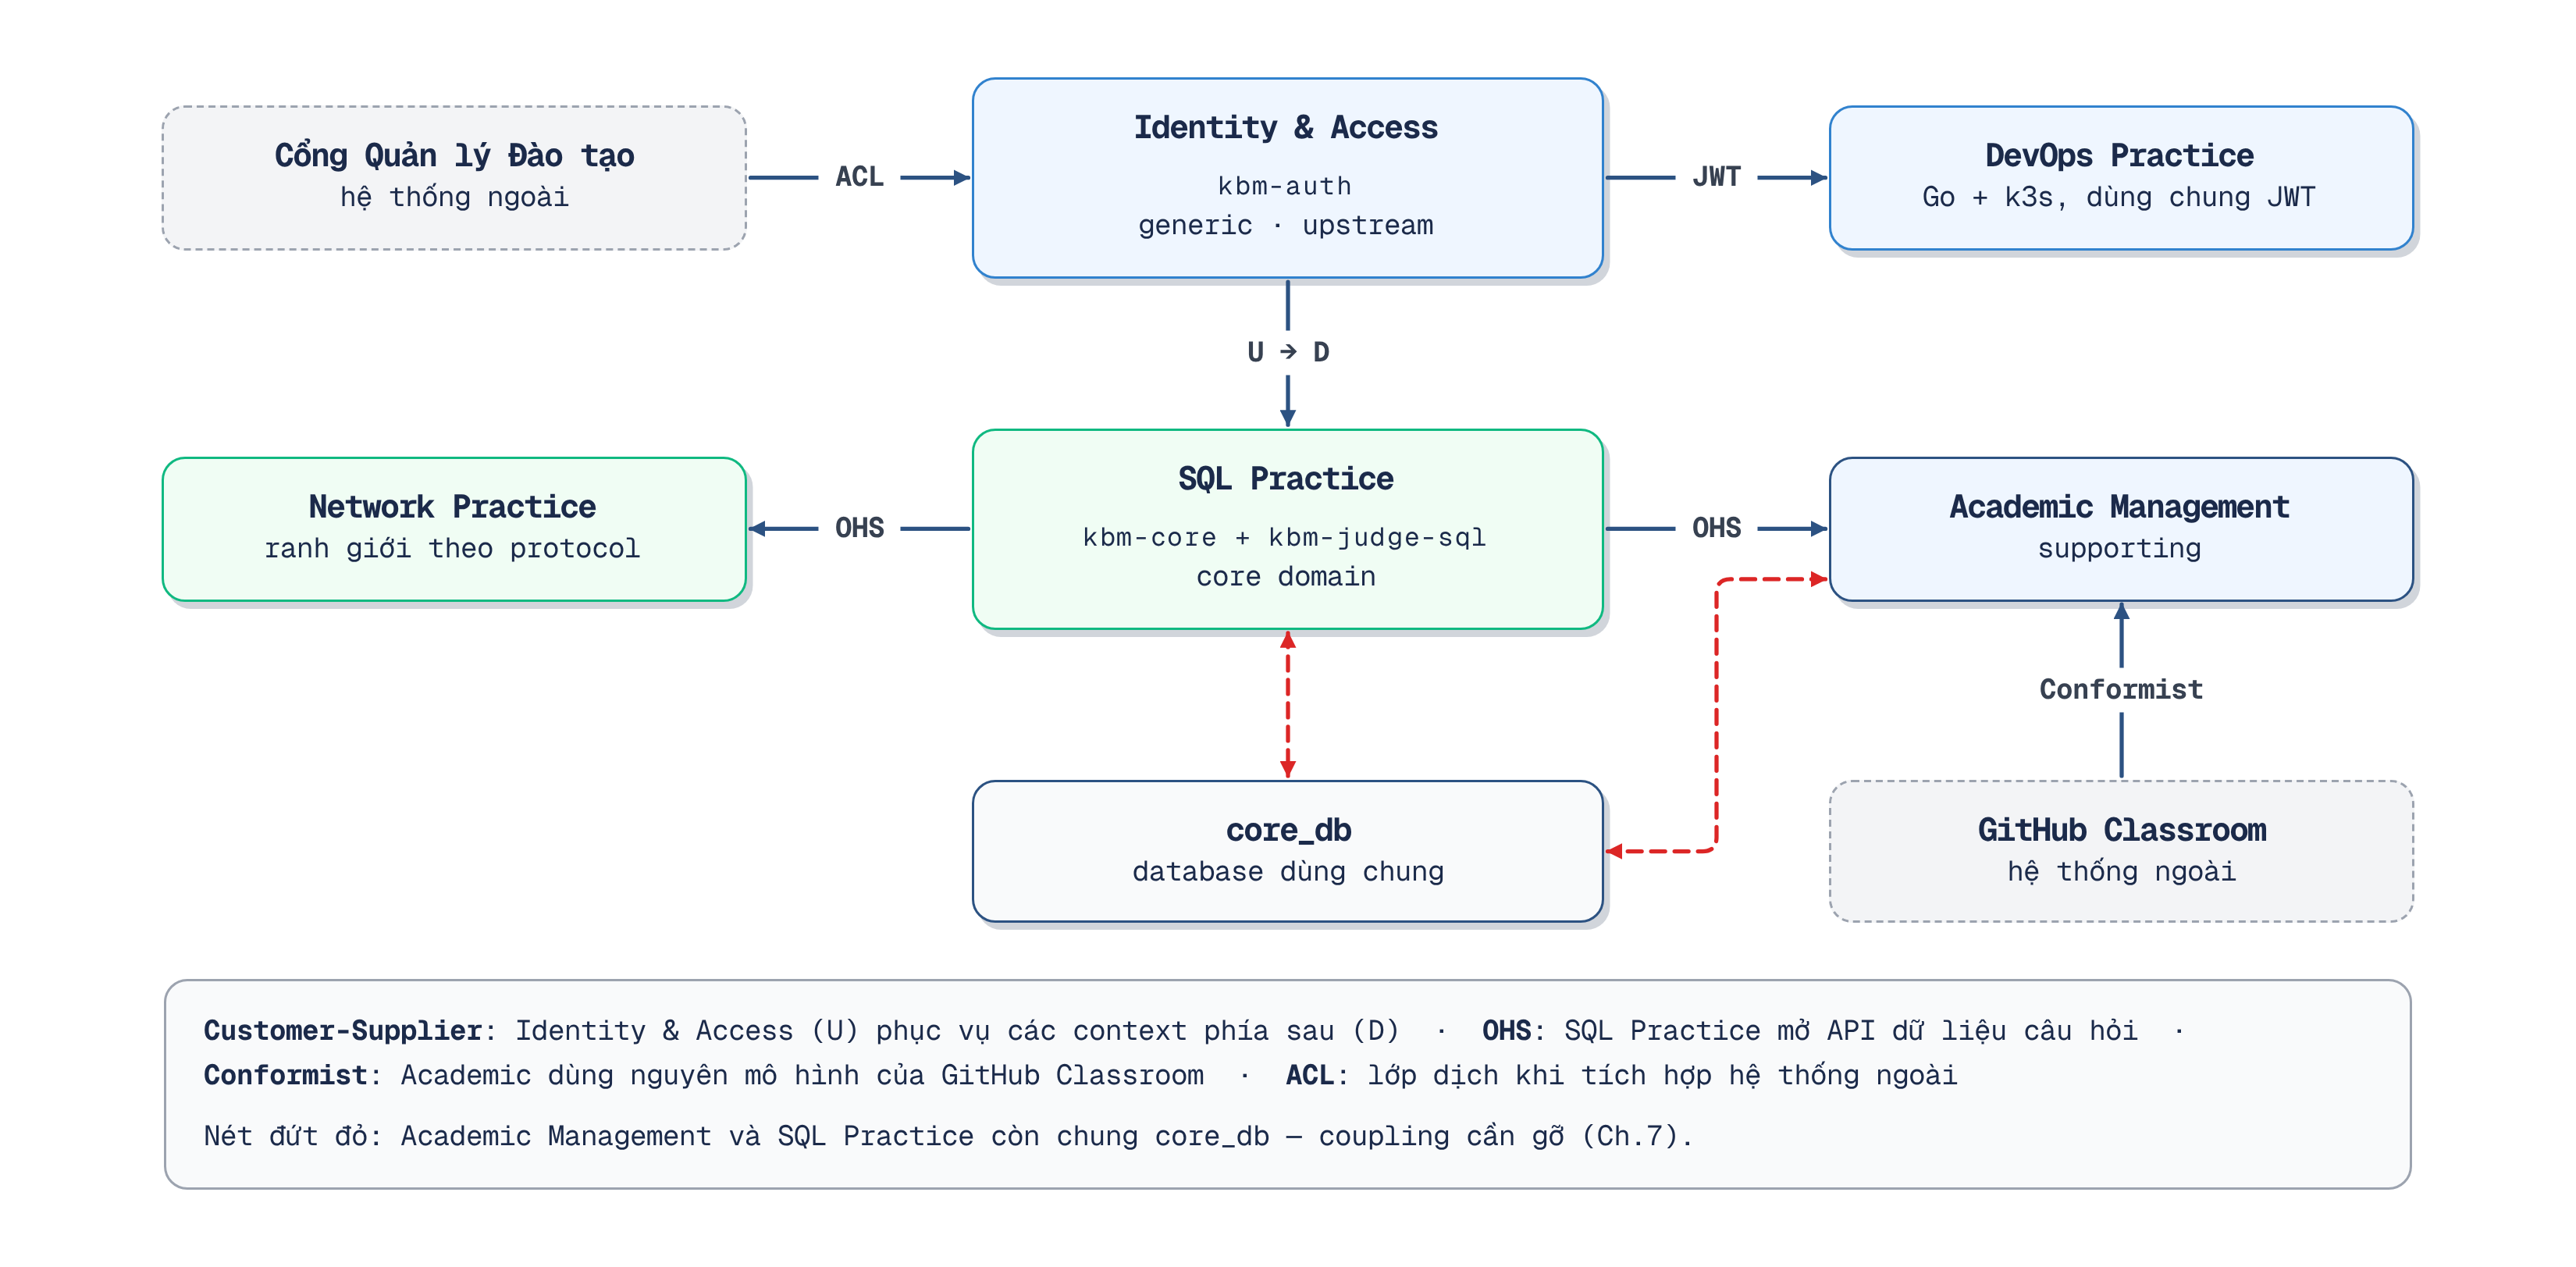 Cổng Quản lý Đào tạo
hệ thống ngoài
ACL
Identity & Access
kbm-auth
generic · upstream
JWT
DevOps Practice
Go + k3s, dùng chung JWT
U → D
Network Practice
ranh giới theo protocol
OHS
SQL Practice
kbm-core + kbm-judge-sql
core domain
OHS
Academic Management
supporting
Conformist
core_db
database dùng chung
GitHub Classroom
hệ thống ngoài
Customer-Supplier: Identity & Access (U) phục vụ các context phía sau (D) · OHS: SQL Practice mở API dữ liệu câu hỏi ·
Conformist: Academic dùng nguyên mô hình của GitHub Classroom · ACL: lớp dịch khi tích hợp hệ thống ngoài
Nét đứt đỏ: Academic Management và SQL Practice còn chung core_db — coupling cần gỡ (Ch.7).